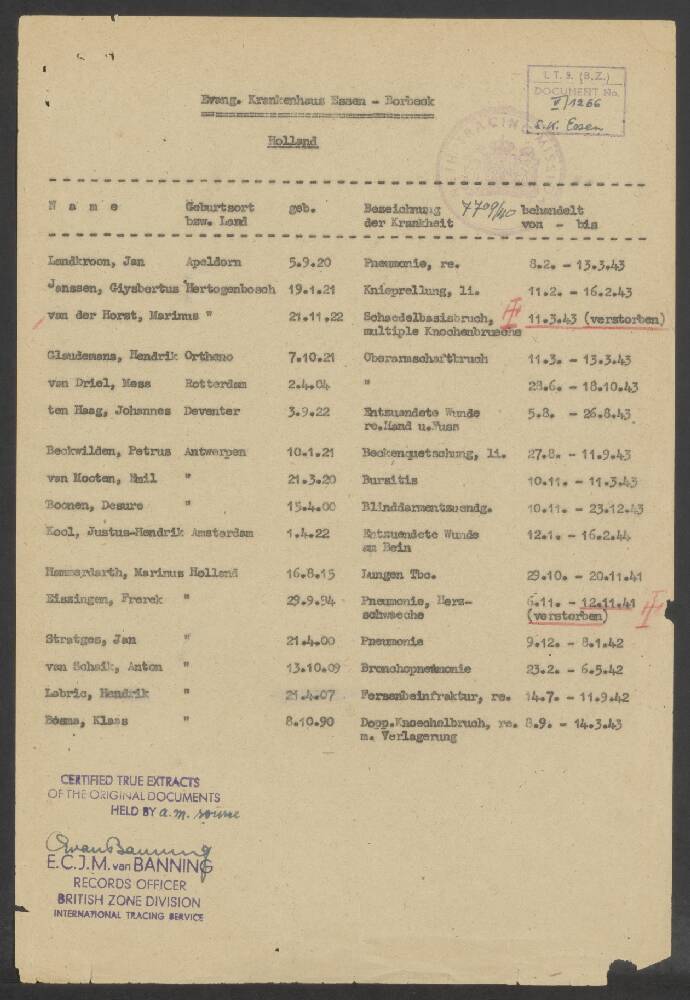 I.T.S. (B.Z.)
DOCUMENT No.
V/1266
S.K. Essen
Evang. Krankenhaus Essen - Borbeck
Holland
TRACING
N a m e Geburtsort geb. Bezeichnung 7709/40 behandelt
bzw. Land der Krankheit von - bis
Landkroon, Jan Apeldorn 5.9.20 Pneumonie, re. 8.2. - 13.3.43
Janssen, Giysbertus Hertogenbosch 19.1.21 Knieprellung, li. 11.2. - 16.2.43
van der Horst, Marinus " 21.11.22 Schaedelbasisbruch, 11.3.43 (verstorben)
multiple Knochenbrueche
Glaudemans, Hendrik Ortheno 7.10.21 Oberarmschaftbruch 11.3. - 13.3.43
van Driel, Mess Rotterdam 2.4.04 " 28.6. - 18.10.43
ten Haag, Johannes Deventer 3.9.22 Entzuendete Wunde 5.8. - 26.8.43
re.Hand u.Fuss
Beckwilden, Petrus Antwerpen 10.1.21 Beckenquetschung, li. 27.8. - 11.9.43
van Hooten, Emil " 21.3.20 Bursitis 10.11. - 11.3.43
Boonen, Desure " 15.4.00 Blinddarmentzuendg. 10.11. - 23.12.43
Kool, Justus-Hendrik Amsterdam 1.4.22 Entzuendete Wunde 12.1. - 16.2.44
am Bein
Hammerdarth, Marinus Holland 16.8.15 Lungen Tbc. 29.10. - 20.11.41
Eiszingen, Frerek " 29.9.94 Pneumonie, Herz- 6.11. - 12.11.41
schwaeche (verstorben)
Stratges, Jan " 21.4.00 Pneumonie 9.12. - 8.1.42
van Schaik, Anton " 13.10.09 Bronchopneumonie 23.2. - 6.5.42
Lebric, Hendrik " 21.4.07 Fersenbeinfraktur, re. 14.7. - 11.9.42
Bosma, Klaas " 8.10.90 Dopp.Knoechelbruch, re. 8.9. - 14.3.43
m. Verlagerung
CERTIFIED TRUE EXTRACTS
OF THE ORIGINAL DOCUMENTS
HELD BY a.m. source
E.C.J.M. van BANNING
RECORDS OFFICER
BRITISH ZONE DIVISION
INTERNATIONAL TRACING SERVICE